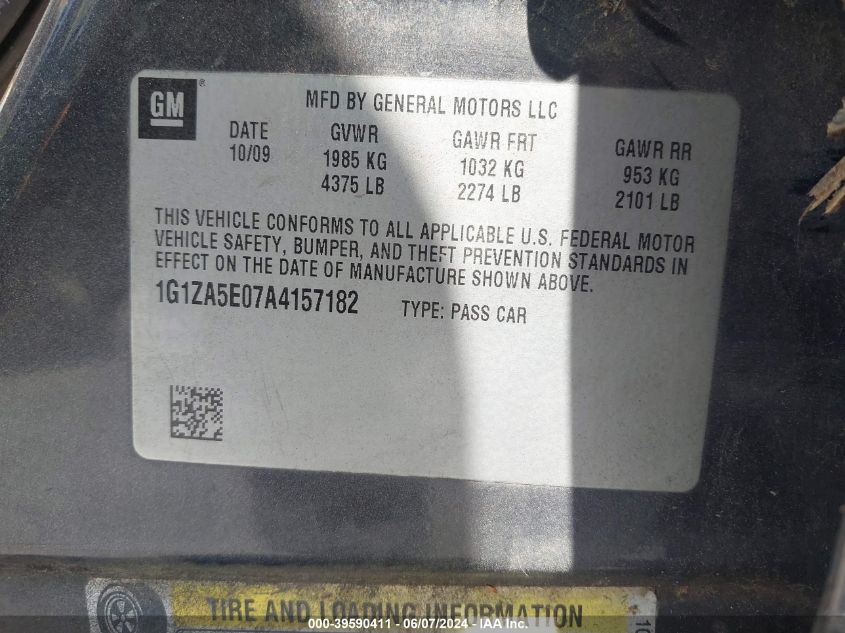 GM ®
MFD BY GENERAL MOTORS LLC
DATE GVWR GAWR FRT GAWR RR
10/09 1985 KG 1032 KG 953 KG
4375 LB 2274 LB 2101 LB
THIS VEHICLE CONFORMS TO ALL APPLICABLE U.S. FEDERAL MOTOR
VEHICLE SAFETY, BUMPER, AND THEFT PREVENTION STANDARDS IN
EFFECT ON THE DATE OF MANUFACTURE SHOWN ABOVE.
1G1ZA5E07A4157182 TYPE: PASS CAR
TIRE AND LOADING INFORMATION
000-39590411 - 06/07/2024 - IAA Inc.